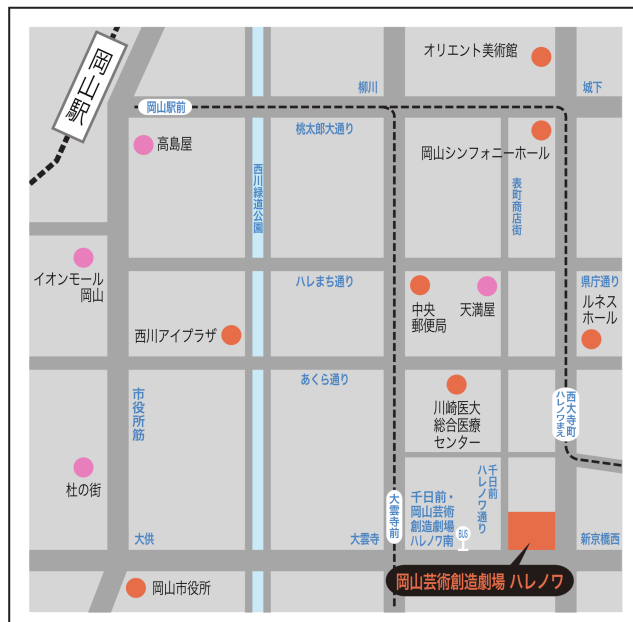 岡山駅
オリエント美術館
柳川
城下
岡山駅前
桃太郎大通り
高島屋
岡山シンフォニーホール
西川緑道公園
表町商店街
イオンモール
岡山
ハレまち通り
県庁通り
中央
郵便局
天満屋
ルネス
ホール
西川アイプラザ
あくら通り
市役所筋
川崎医大
総合医療
センター
西大寺町
ハレノワまえ
杜の街
千日前・
岡山芸術
創造劇場
ハレノワ南
BUS
千日前
ハレノワ通り
大雲寺前
大供
大雲寺
新京橋西
岡山市役所
岡山芸術創造劇場 ハレノワ